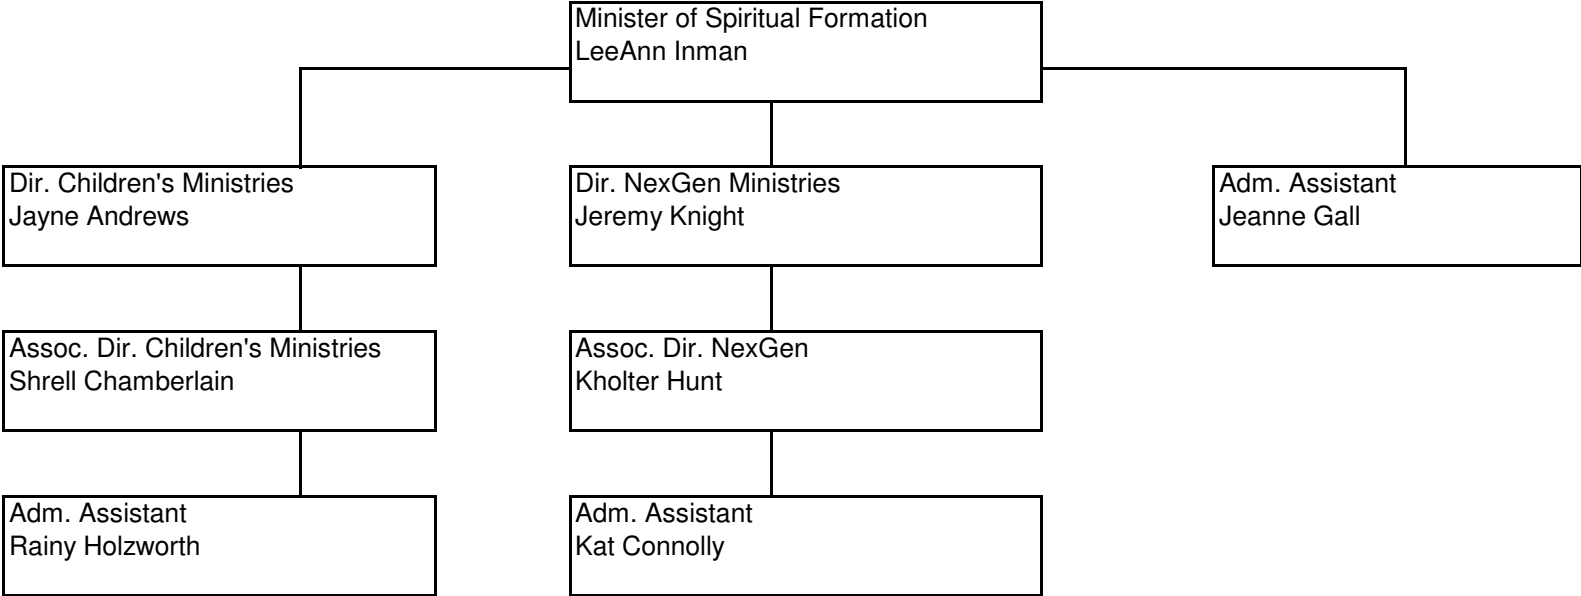 Minister of Spiritual Formation
LeeAnn Inman
Dir. Children's Ministries
Jayne Andrews
Dir. NexGen Ministries
Jeremy Knight
Adm. Assistant
Jeanne Gall
Assoc. Dir. Children's Ministries
Shrell Chamberlain
Assoc. Dir. NexGen
Kholter Hunt
Adm. Assistant
Rainy Holzworth
Adm. Assistant
Kat Connolly